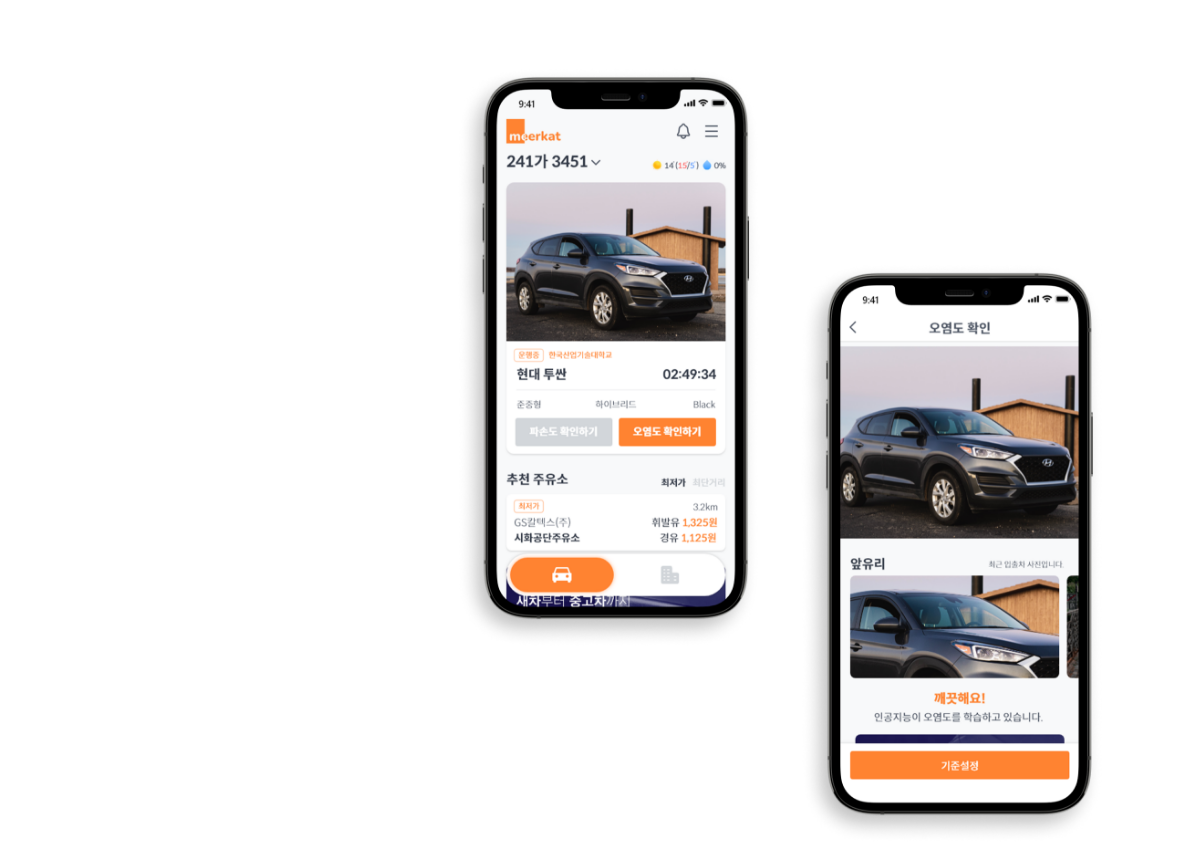 9:41
meerkat
241가 3451
14°(15/5°) 0%
운행중 한국산업기술대학교
현대 투싼 02:49:34
준중형 하이브리드 Black
파손도 확인하기 오염도 확인하기
추천 주유소 최저가 최단거리
최저가 3.2km
GS칼텍스(주) 휘발유 1,325원
시화공단주유소 경유 1,125원
새차부터 중고차까지
9:41
오염도 확인
앞유리 최근 입출차 사진입니다.
깨끗해요!
인공지능이 오염도를 학습하고 있습니다.
기준설정